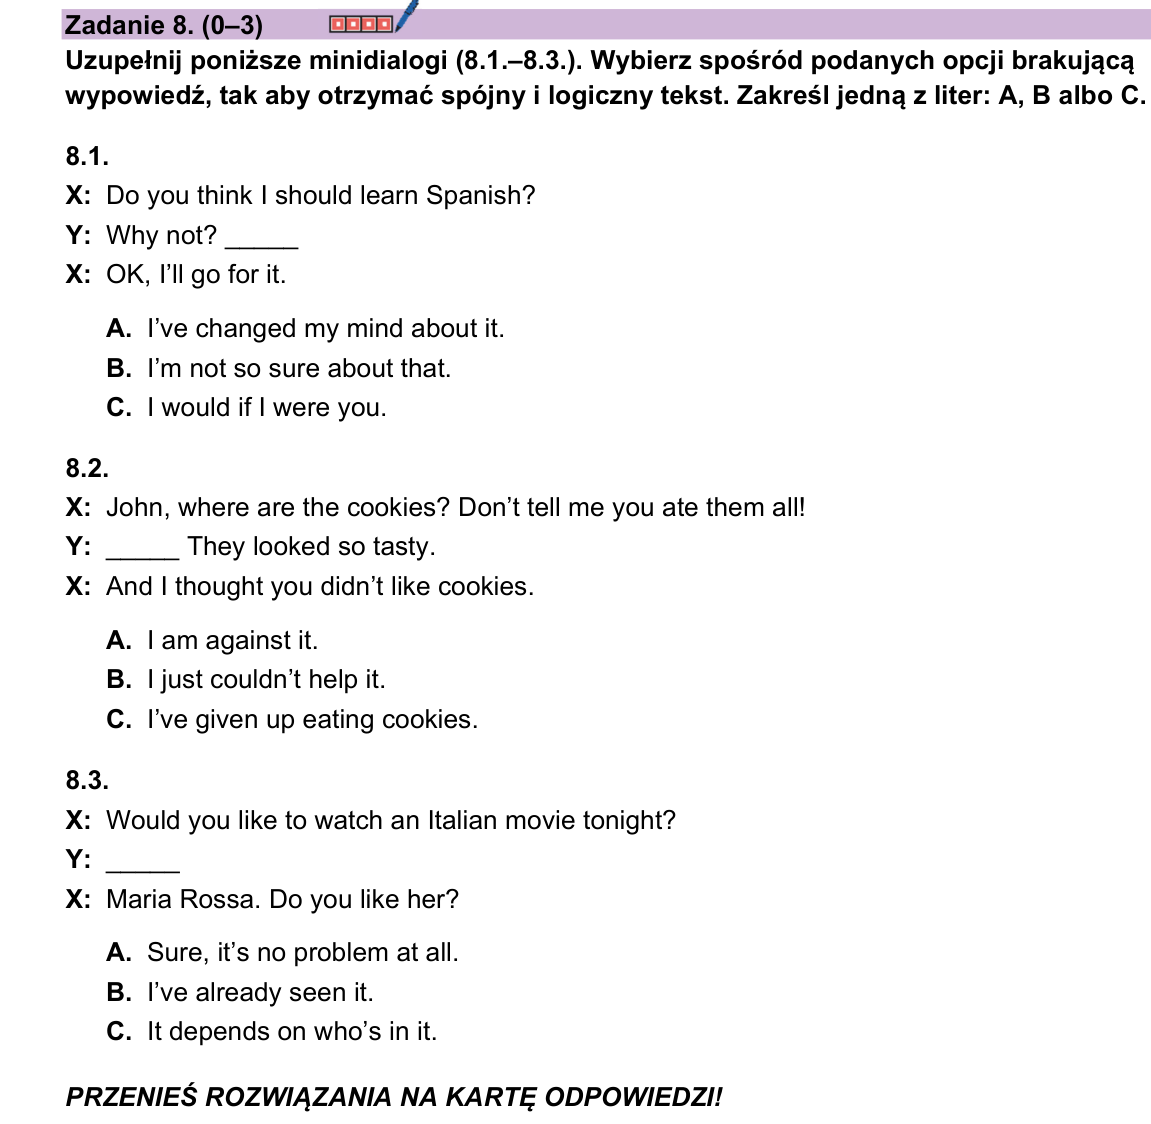 Zadanie 8. (0–3)
Uzupełnij poniższe minidialogi (8.1.–8.3.). Wybierz spośród podanych opcji brakującą
wypowiedź, tak aby otrzymać spójny i logiczny tekst. Zakreśl jedną z liter: A, B albo C.
8.1.
X: Do you think I should learn Spanish?
Y: Why not? _____
X: OK, I’ll go for it.
A. I’ve changed my mind about it.
B. I’m not so sure about that.
C. I would if I were you.
8.2.
X: John, where are the cookies? Don’t tell me you ate them all!
Y: _____ They looked so tasty.
X: And I thought you didn’t like cookies.
A. I am against it.
B. I just couldn’t help it.
C. I’ve given up eating cookies.
8.3.
X: Would you like to watch an Italian movie tonight?
Y: _____
X: Maria Rossa. Do you like her?
A. Sure, it’s no problem at all.
B. I’ve already seen it.
C. It depends on who’s in it.
PRZENIEŚ ROZWIĄZANIA NA KARTĘ ODPOWIEDZI!